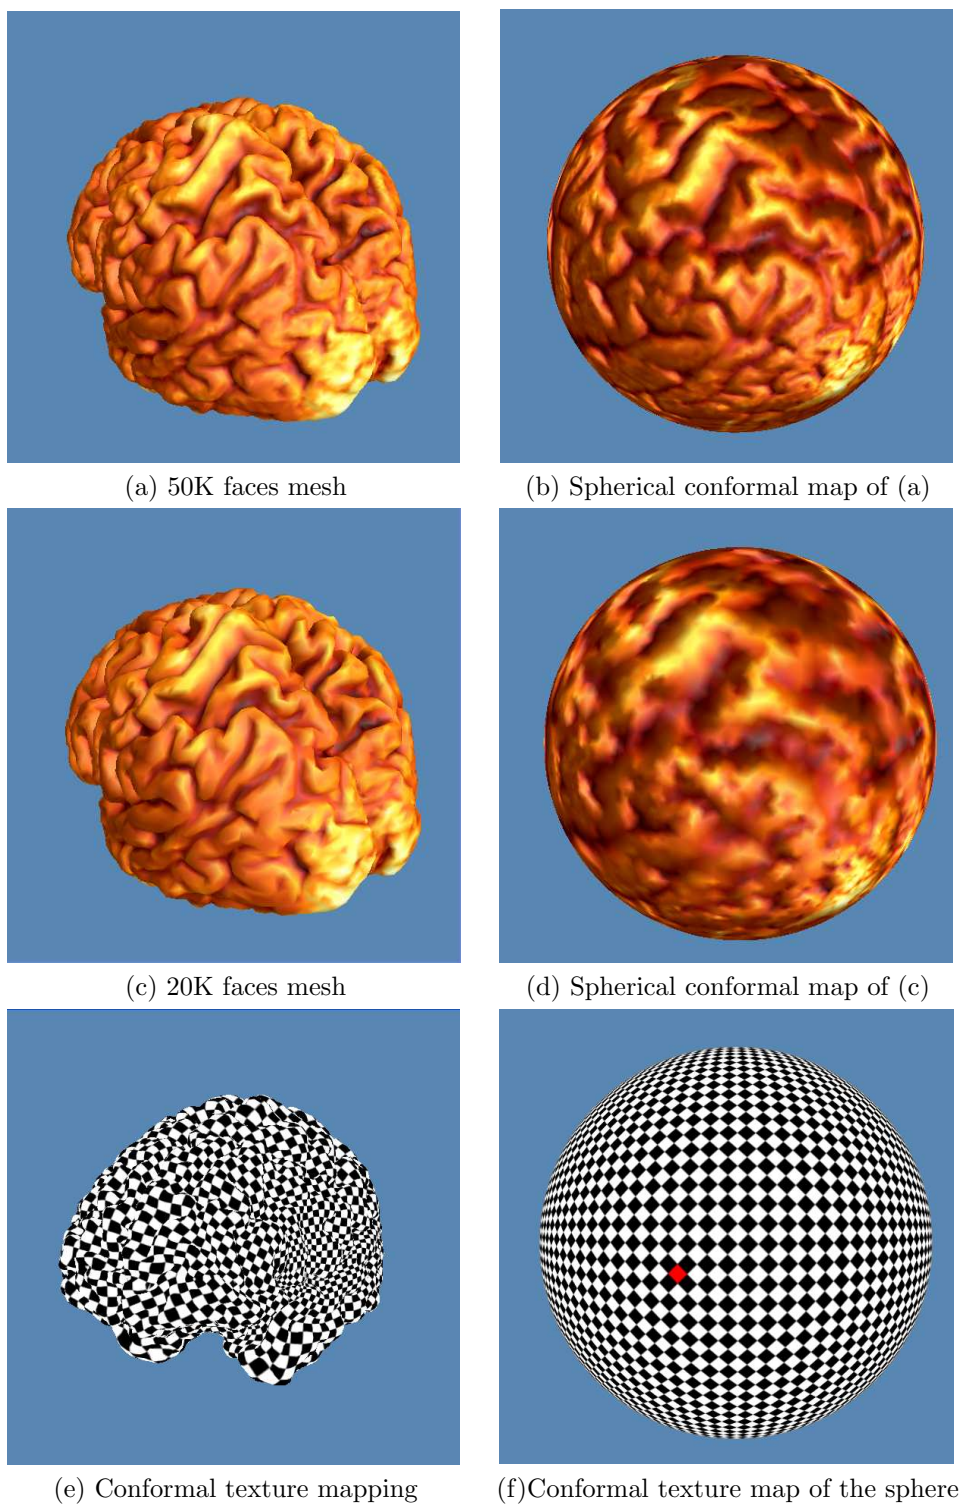 (a) 50K faces mesh
(b) Spherical conformal map of (a)
(c) 20K faces mesh
(d) Spherical conformal map of (c)
(e) Conformal texture mapping
(f)Conformal texture map of the sphere